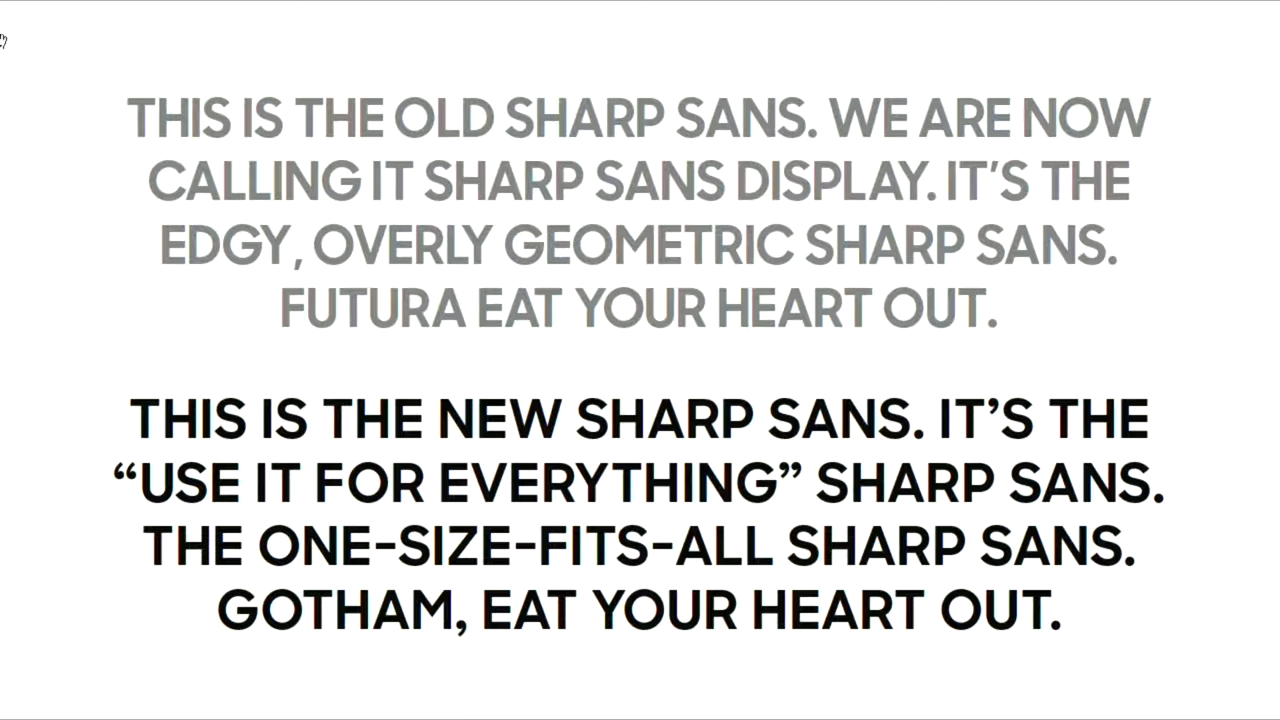 THIS IS THE OLD SHARP SANS. WE ARE NOW
CALLING IT SHARP SANS DISPLAY. IT’S THE
EDGY, OVERLY GEOMETRIC SHARP SANS.
FUTURA EAT YOUR HEART OUT.
THIS IS THE NEW SHARP SANS. IT’S THE
“USE IT FOR EVERYTHING” SHARP SANS.
THE ONE-SIZE-FITS-ALL SHARP SANS.
GOTHAM, EAT YOUR HEART OUT.